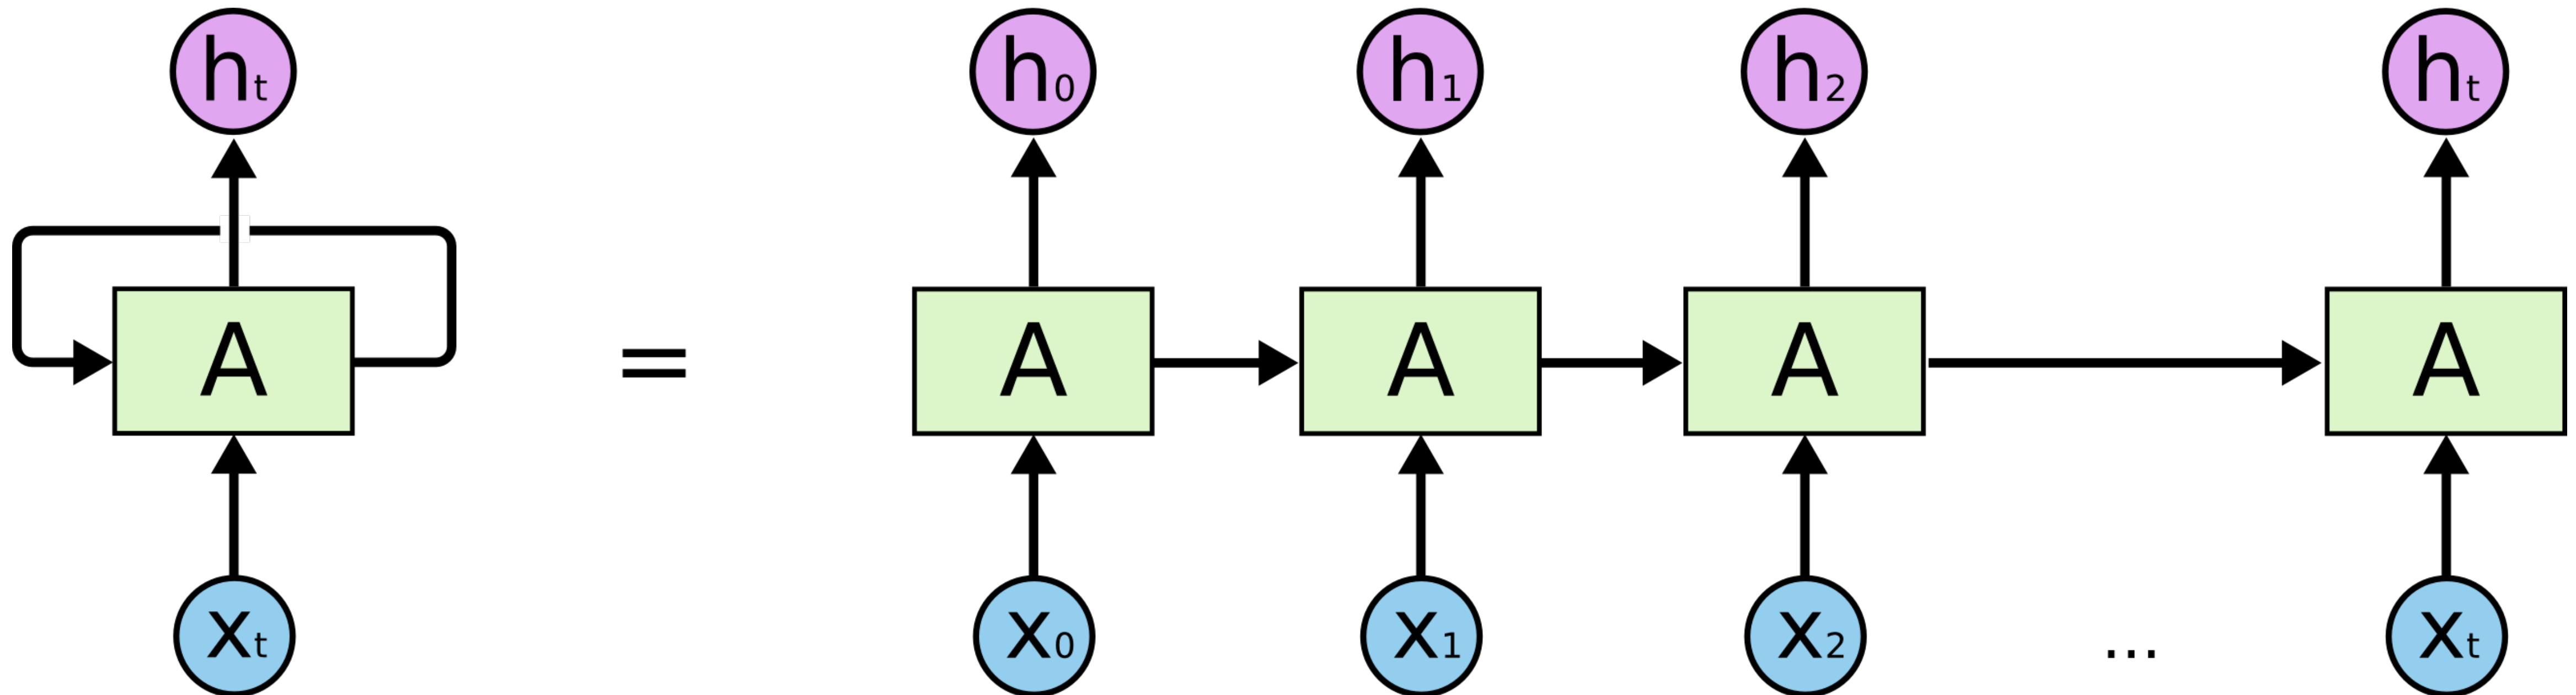 hₜ h₀ h₁ h₂ hₜ
A = A A A A
xₜ x₀ x₁ x₂ ... xₜ